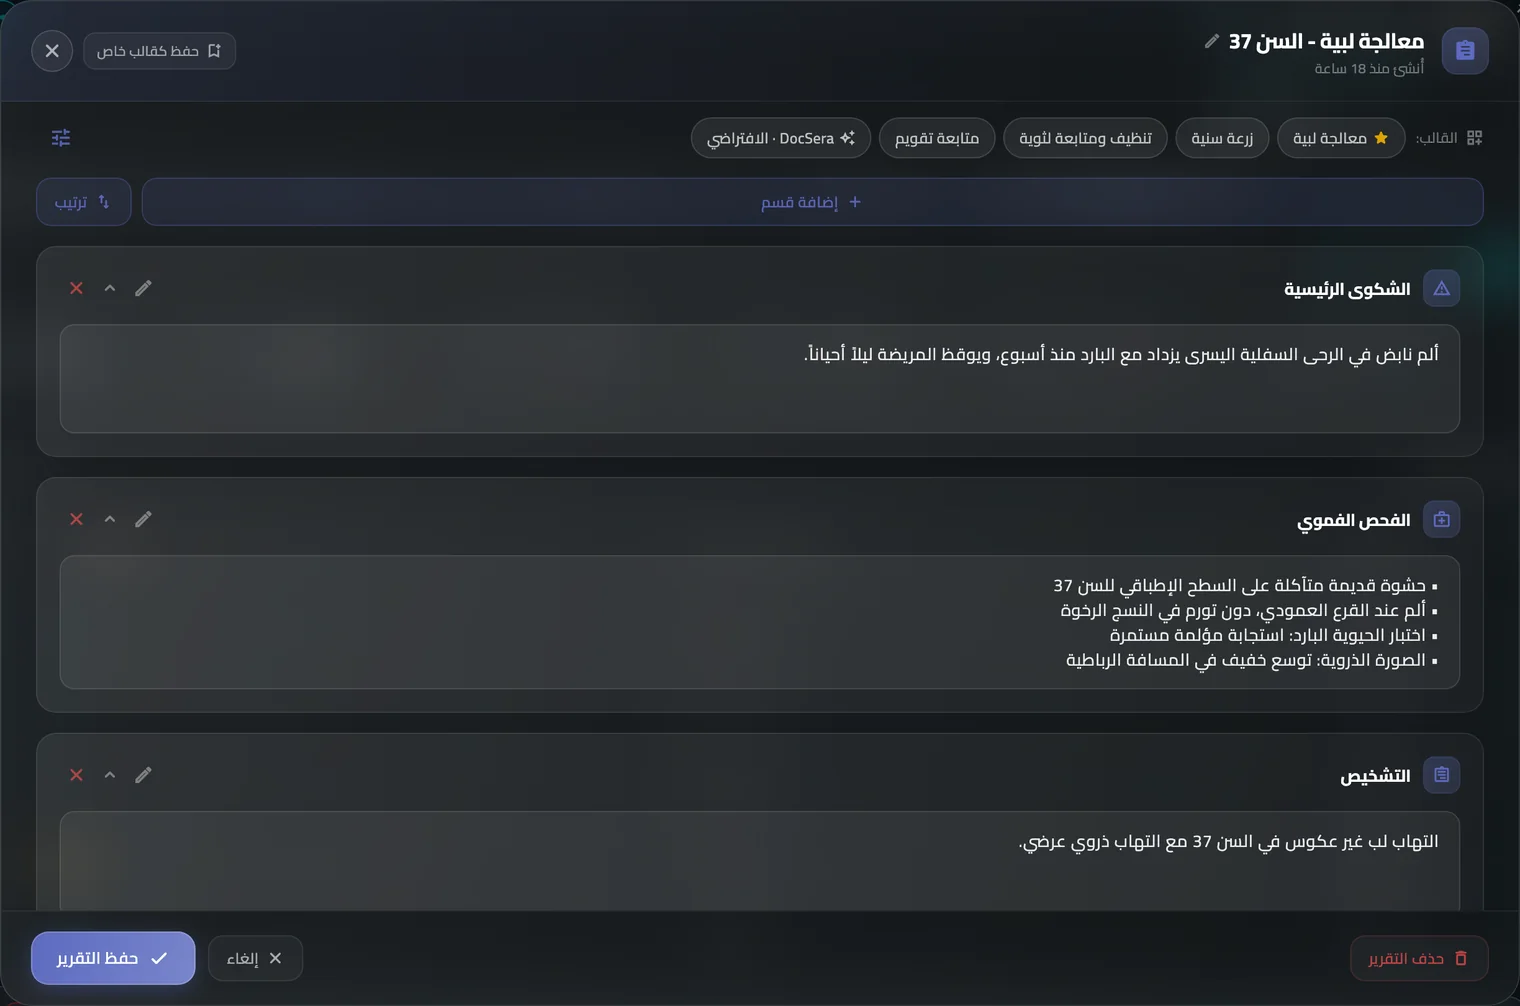 معالجة لبية - السن 37
أنشئ منذ 18 ساعة
حفظ كقالب خاص
القالب:
معالجة لبية
زرعة سنية
تنظيف ومتابعة لثوية
متابعة تقويم
DocSera · الافتراضي
+ إضافة قسم
ترتيب
الشكوى الرئيسية
ألم نابض في الرحى السفلية اليسرى يزداد مع البارد منذ أسبوع، ويوقظ المريضة ليلاً أحياناً.
الفحص الفموي
▪ حشوة قديمة متآكلة على السطح الإطباقي للسن 37
▪ ألم عند القرع العمودي، دون تورم في النسج الرخوة
▪ اختبار الحيوية البارد: استجابة مؤلمة مستمرة
▪ الصورة الذروية: توسع خفيف في المسافة الرباطية
التشخيص
التهاب لب غير عكوس في السن 37 مع التهاب ذروي عرضي.
حذف التقرير
إلغاء
حفظ التقرير